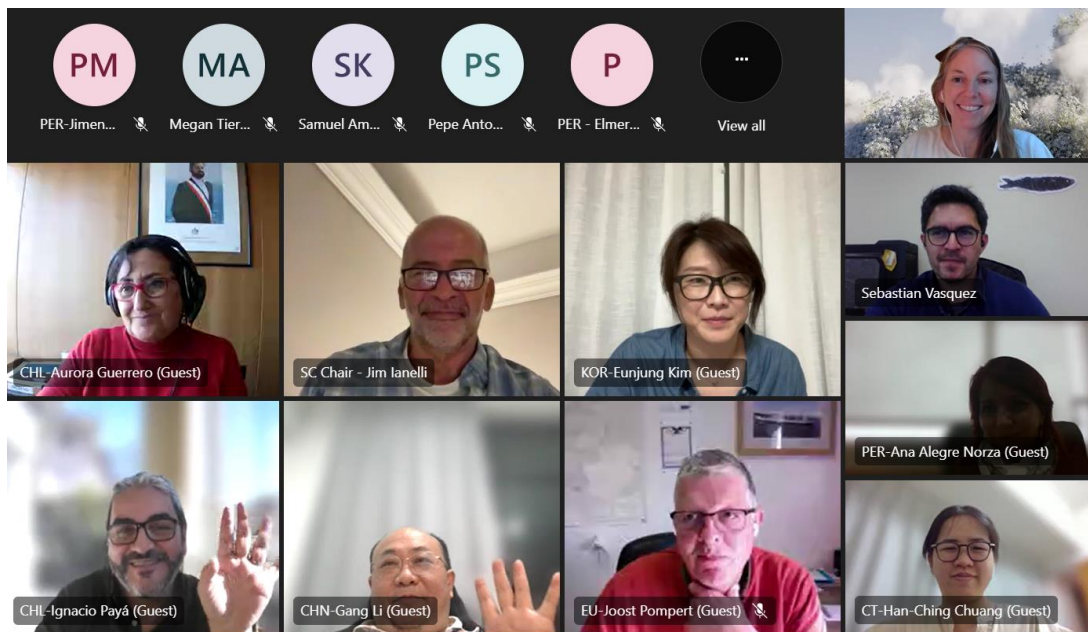 PM
MA
SK
PS
P
...
PER-Jimen...
Megan Tier...
Samuel Am...
Pepe Anto...
PER - Elmer...
View all
CHL-Aurora Guerrero (Guest)
SC Chair - Jim Ianelli
KOR-Eunjung Kim (Guest)
Sebastian Vasquez
PER-Ana Alegre Norza (Guest)
CHL-Ignacio Payá (Guest)
CHN-Gang Li (Guest)
EU-Joost Pompert (Guest)
CT-Han-Ching Chuang (Guest)